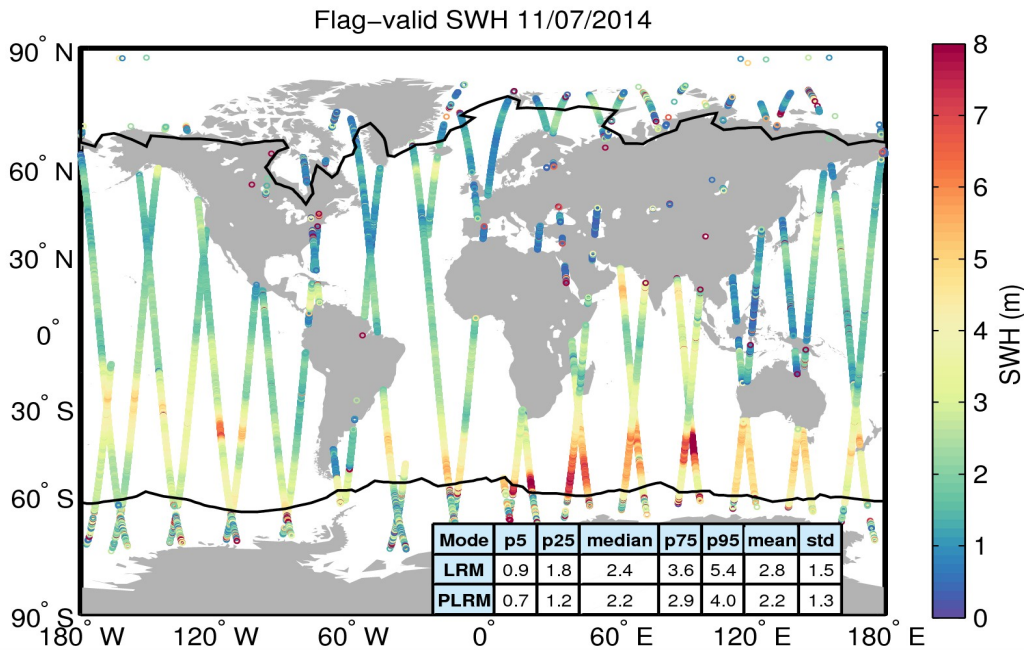 Flag−valid SWH 11/07/2014
90° N
60° N
30° N
0°
30° S
60° S
90° S
180° W
120° W
60° W
0°
60° E
120° E
180° E
Mode p5 p25 median p75 p95 mean std
LRM 0.9 1.8 2.4 3.6 5.4 2.8 1.5
PLRM 0.7 1.2 2.2 2.9 4.0 2.2 1.3
8
7
6
5
4
3
2
1
0
SWH (m)